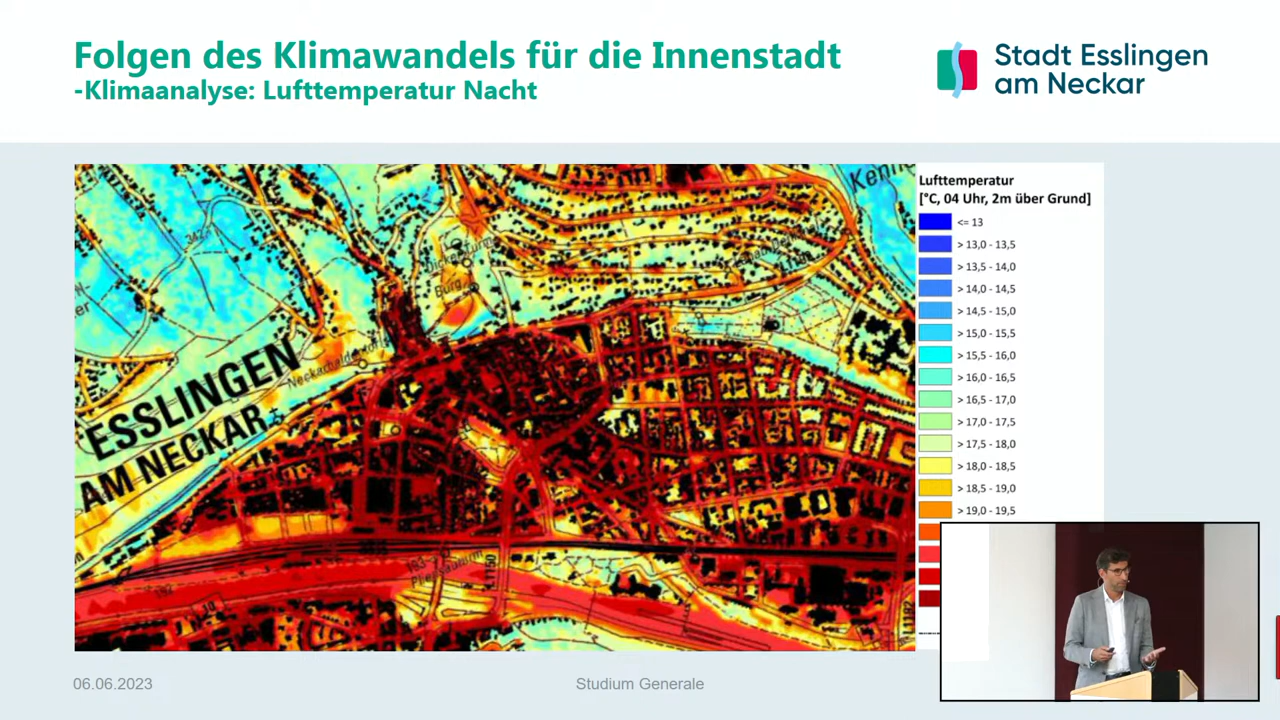 Folgen des Klimawandels für die Innenstadt
-Klimaanalyse: Lufttemperatur Nacht
Stadt Esslingen
am Neckar
Lufttemperatur
[°C, 04 Uhr, 2m über Grund]
<= 13
> 13,0 - 13,5
> 13,5 - 14,0
> 14,0 - 14,5
> 14,5 - 15,0
> 15,0 - 15,5
> 15,5 - 16,0
> 16,0 - 16,5
> 16,5 - 17,0
> 17,0 - 17,5
> 17,5 - 18,0
> 18,0 - 18,5
> 18,5 - 19,0
> 19,0 - 19,5
Burg
Neckarhaldentor
ESSLINGEN
AM NECKAR
Pliensauturm
10
06.06.2023
Studium Generale